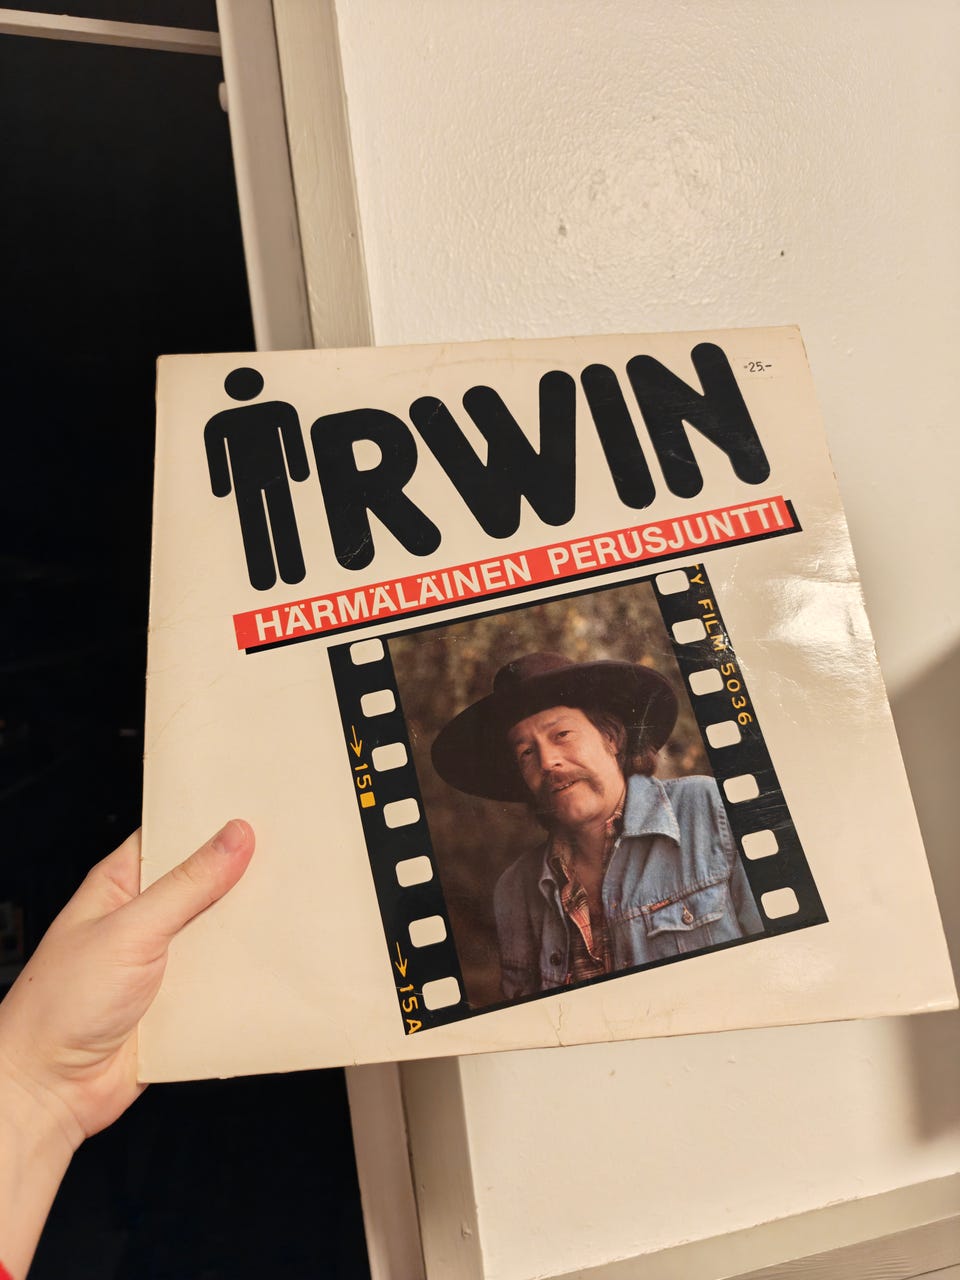 IRWIN
-25,-
HÄRMÄLÄINEN PERUSJUNTTI
Y FILM 5036
→15
→15A